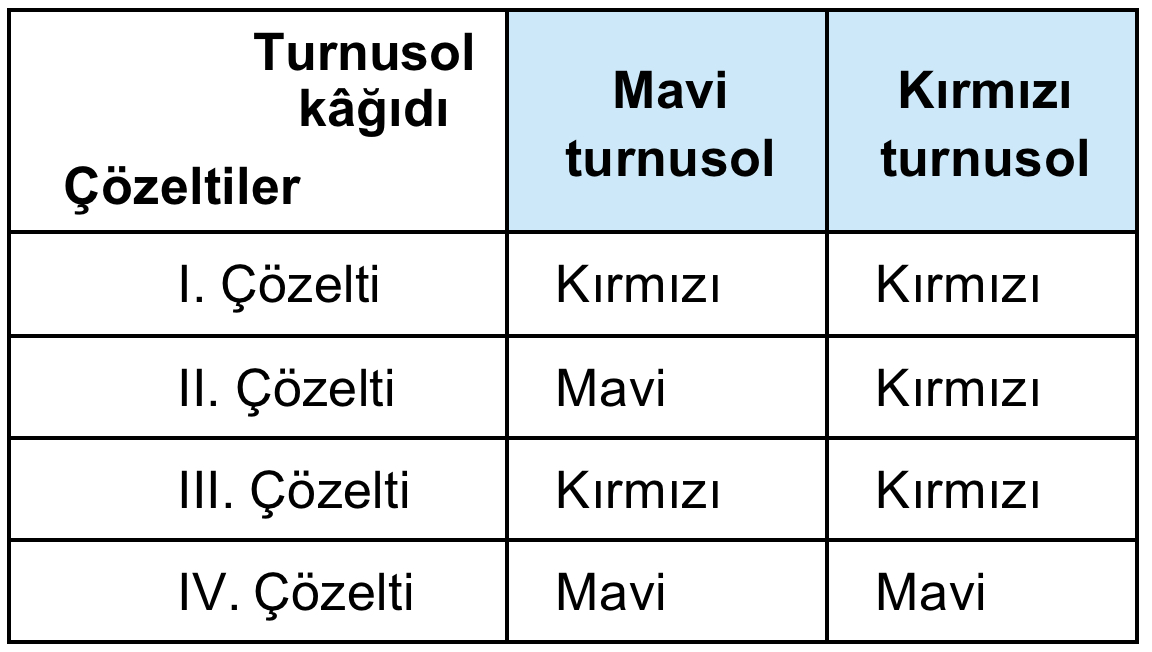 Turnusol
kâğıdı
Çözeltiler
Mavi
turnusol
Kırmızı
turnusol
I. Çözelti Kırmızı Kırmızı
II. Çözelti Mavi Kırmızı
III. Çözelti Kırmızı Kırmızı
IV. Çözelti Mavi Mavi